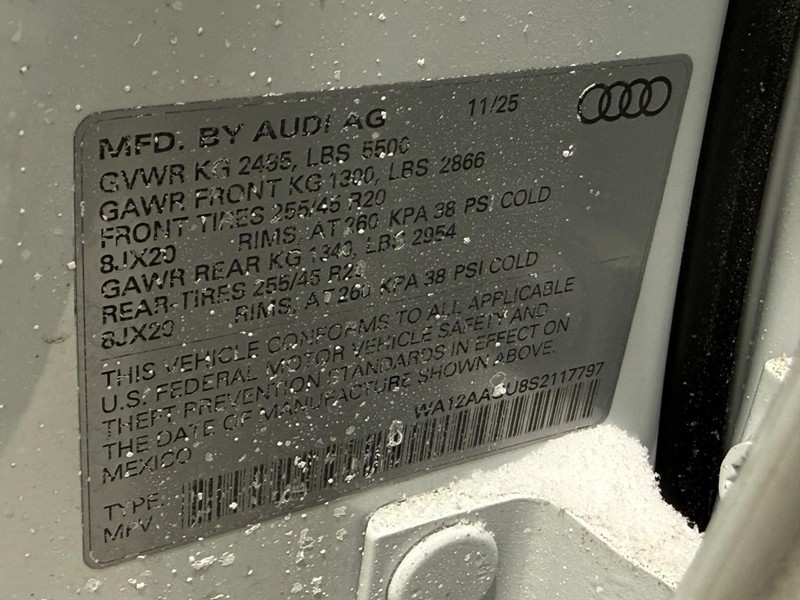 MFD. BY AUDI AG 11/25
GVWR KG 2495, LBS 5500
GAWR FRONT KG 1300, LBS 2866
FRONT TIRES 255/45 R20
8JX20 RIMS, AT 260 KPA 38 PSI COLD
GAWR REAR KG 1340, LBS 2954
REAR-TIRES 255/45 R20
8JX20 RIMS, AT 260 KPA 38 PSI COLD
THIS VEHICLE CONFORMS TO ALL APPLICABLE
U.S. FEDERAL MOTOR VEHICLE SAFETY AND
THEFT PREVENTION STANDARDS IN EFFECT ON
THE DATE OF MANUFACTURE SHOWN ABOVE.
MEXICO
TYPE:
MPV